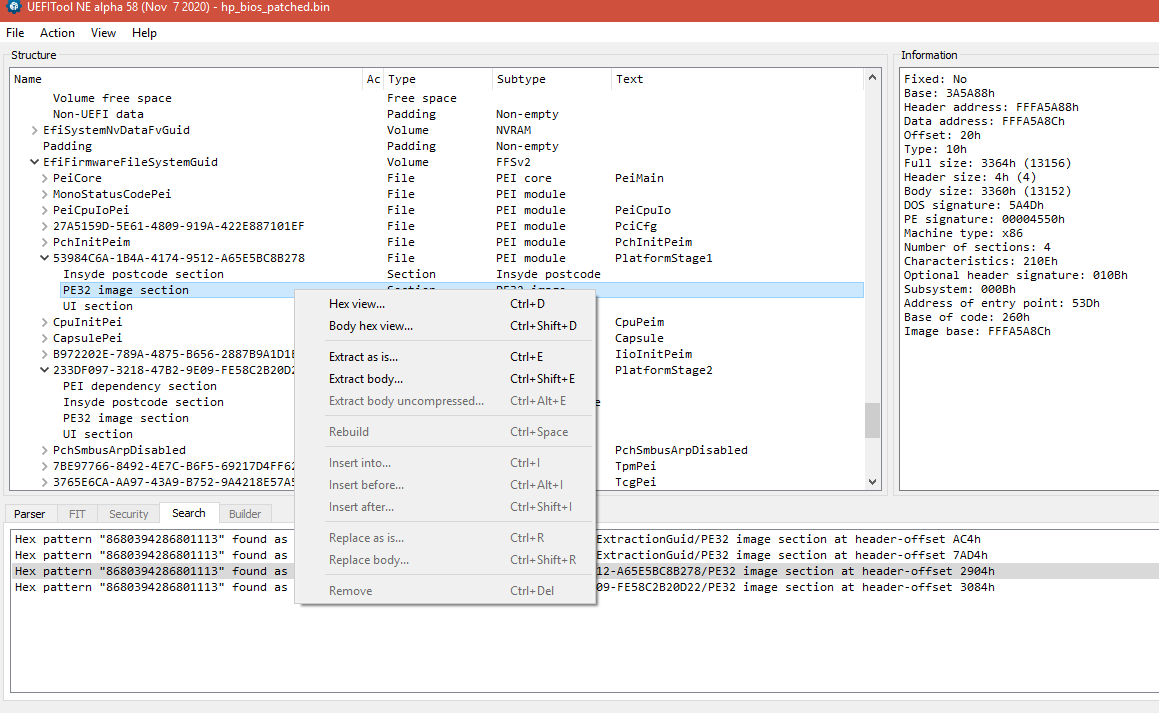 UEFITool NE alpha 58 (Nov 7 2020) - hp_bios_patched.bin
File Action View Help
Structure
Name Ac Type Subtype Text
Volume free space Free space
Non-UEFI data Padding Non-empty
EfiSystemNvDataFvGuid Volume NVRAM
Padding Padding Non-empty
EfiFirmwareFileSystemGuid Volume FFSv2
PeiCore File PEI core PeiMain
MonoStatusCodePei File PEI module
PeiCpuIoPei File PEI module PeiCpuIo
27A5159D-5E61-4809-919A-422E887101EF File PEI module PciCfg
PchInitPeim File PEI module PchInitPeim
53984C6A-1B4A-4174-9512-A65E5BC8B278 File PEI module PlatformStage1
Insyde postcode section Section Insyde postcode
PE32 image section Section PE32 image
UI section
CpuInitPei CpuPeim
CapsulePei Capsule
B972202E-789A-4875-B656-2887B9A1D1 IioInitPeim
233DF097-3218-47B2-9E09-FE58C2B20D2 PlatformStage2
PEI dependency section
Insyde postcode section e
PE32 image section
UI section
PchSmbusArpDisabled PchSmbusArpDisabled
7BE97766-8492-4E7C-B6F5-69217D4FF62 TpmPei
3765E6CA-AA97-43A9-B752-9A4218E57A5 TcgPei
Hex view... Ctrl+D
Body hex view... Ctrl+Shift+D
Extract as is... Ctrl+E
Extract body... Ctrl+Shift+E
Extract body uncompressed... Ctrl+Alt+E
Rebuild Ctrl+Space
Insert into... Ctrl+I
Insert before... Ctrl+Alt+I
Insert after... Ctrl+Shift+I
Replace as is... Ctrl+R
Replace body... Ctrl+Shift+R
Remove Ctrl+Del
Information
Fixed: No
Base: 3A5A88h
Header address: FFFA5A88h
Data address: FFFA5A8Ch
Offset: 20h
Type: 10h
Full size: 3364h (13156)
Header size: 4h (4)
Body size: 3360h (13152)
DOS signature: 5A4Dh
PE signature: 00004550h
Machine type: x86
Number of sections: 4
Characteristics: 210Eh
Optional header signature: 010Bh
Subsystem: 000Bh
Address of entry point: 53Dh
Base of code: 260h
Image base: FFFA5A8Ch
Parser FIT Security Search Builder
Hex pattern "8680394286801113" found as ExtractionGuid/PE32 image section at header-offset AC4h
Hex pattern "8680394286801113" found as ExtractionGuid/PE32 image section at header-offset 7AD4h
Hex pattern "8680394286801113" found as 12-A65E5BC8B278/PE32 image section at header-offset 2904h
Hex pattern "8680394286801113" found as 09-FE58C2B20D22/PE32 image section at header-offset 3084h